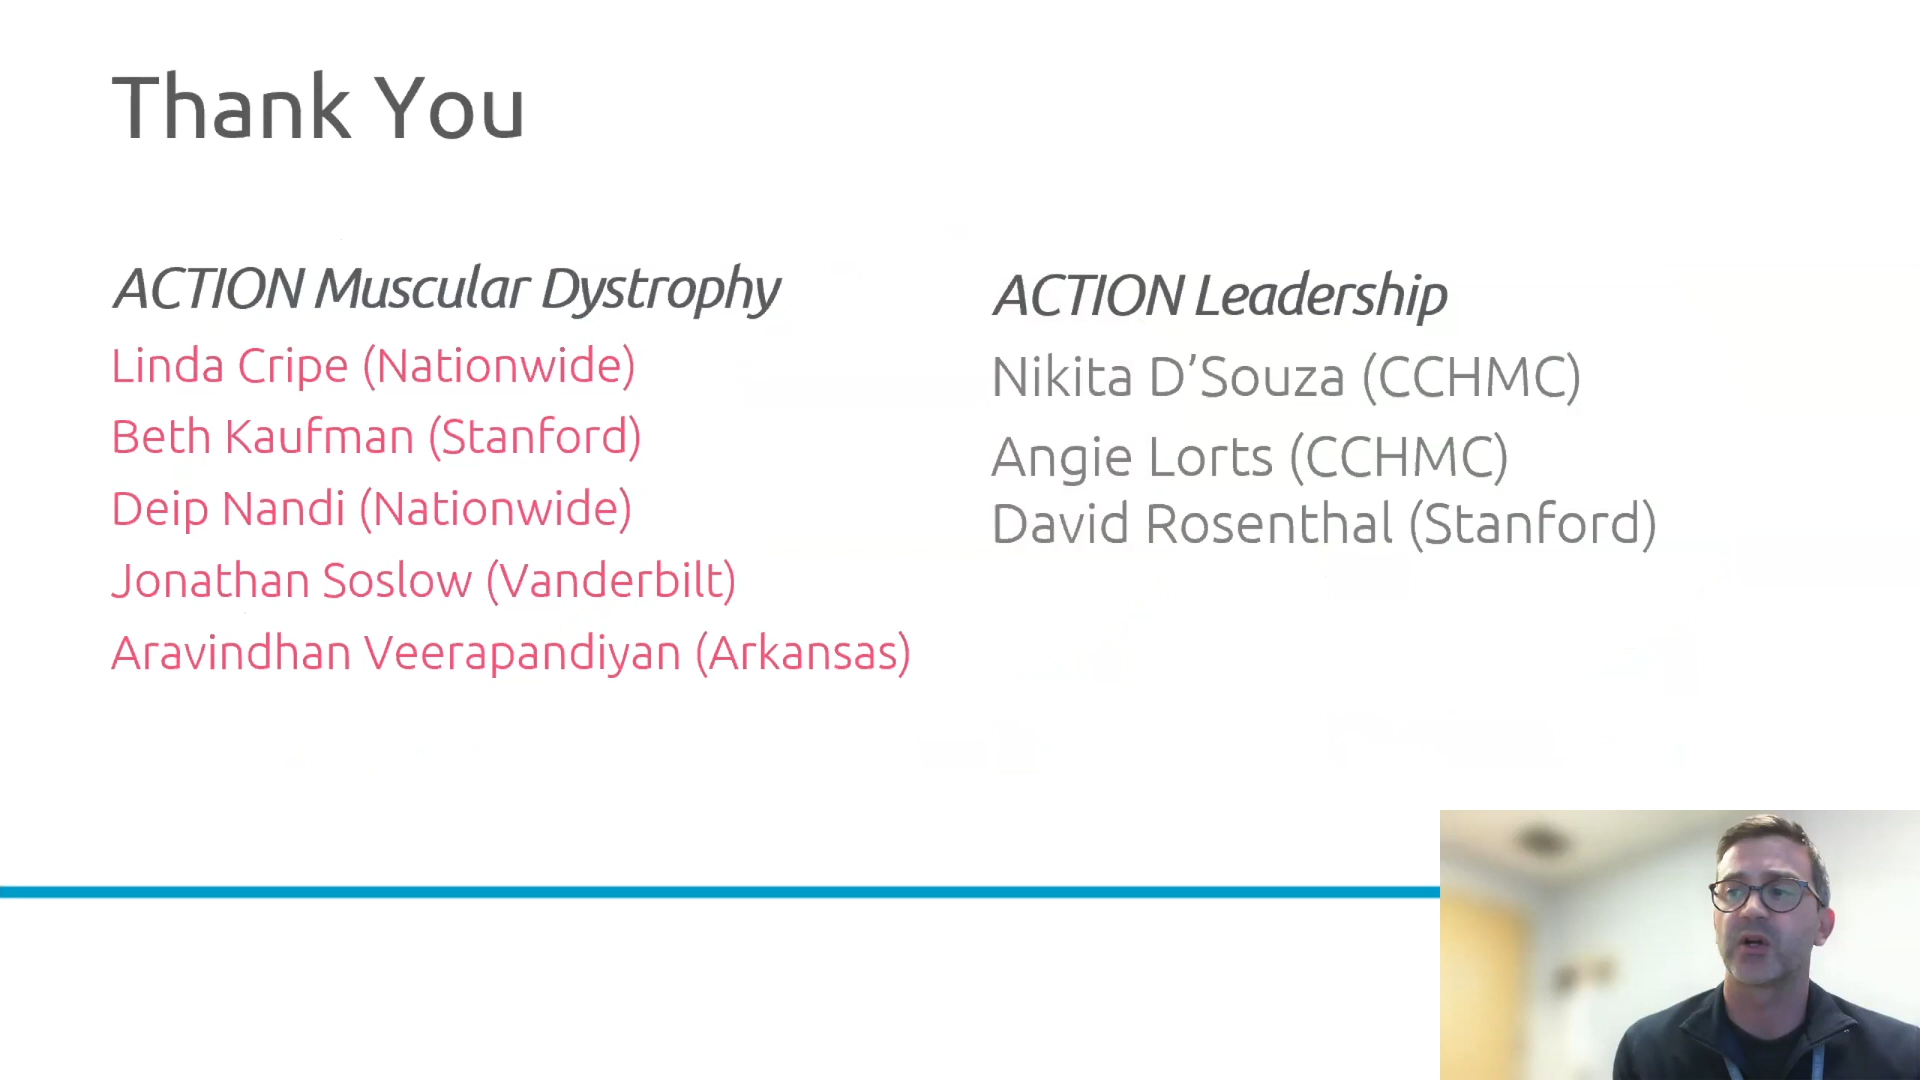 Thank You
ACTION Muscular Dystrophy
Linda Cripe (Nationwide)
Beth Kaufman (Stanford)
Deip Nandi (Nationwide)
Jonathan Soslow (Vanderbilt)
Aravindhan Veerapandiyan (Arkansas)
ACTION Leadership
Nikita D’Souza (CCHMC)
Angie Lorts (CCHMC)
David Rosenthal (Stanford)